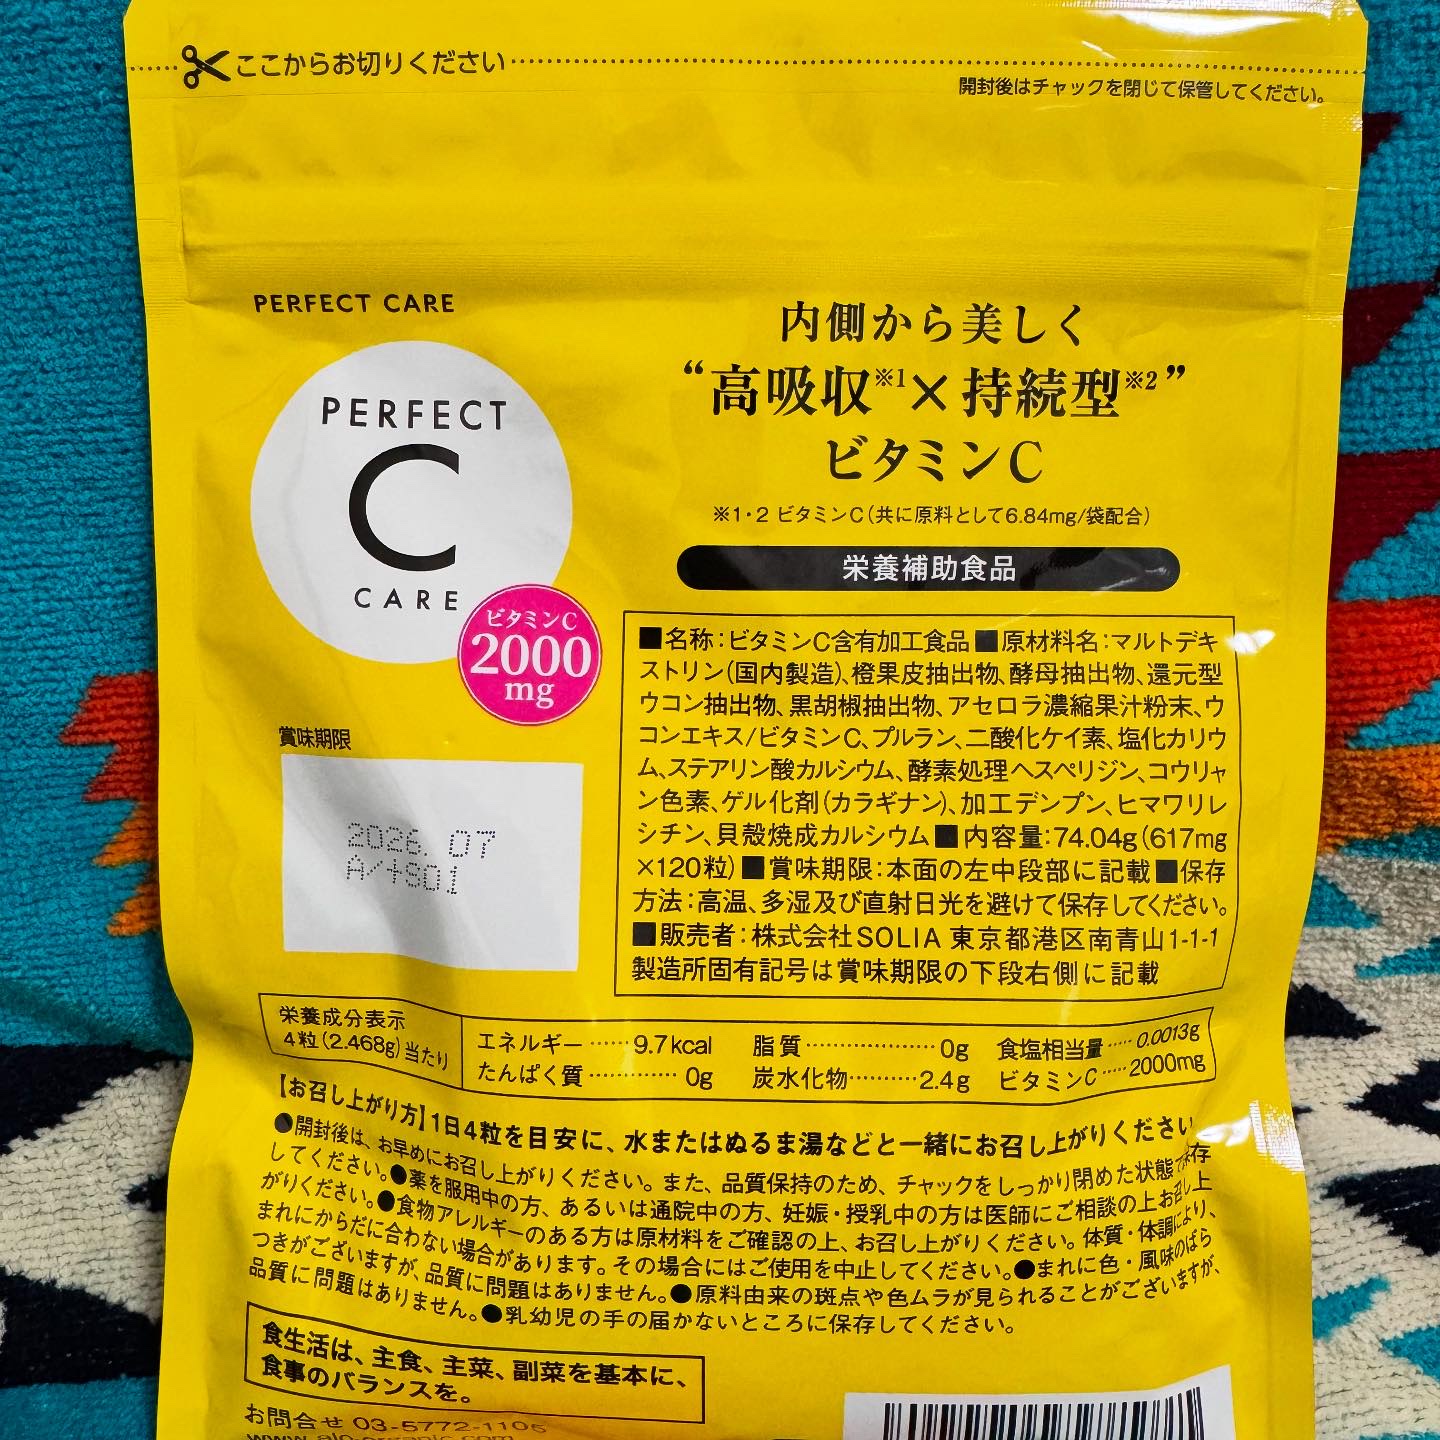 ここからお切りください
開封後はチャックを閉じて保管してください。
PERFECT CARE
PERFECT
C
CARE
ビタミンC
2000
mg
内側から美しく
“高吸収※1×持続型※2”
ビタミンC
※1・2 ビタミンC(共に原料として6.84mg/袋配合)
栄養補助食品
賞味期限
2026.07
A/+S01
■名称:ビタミンC含有加工食品■原材料名:マルトデキ
ストリン(国内製造)、橙果皮抽出物、酵母抽出物、還元型
ウコン抽出物、黒胡椒抽出物、アセロラ濃縮果汁粉末、ウ
コンエキス/ビタミンC、プルラン、二酸化ケイ素、塩化カリウ
ム、ステアリン酸カルシウム、酵素処理ヘスペリジン、コウリャ
ン色素、ゲル化剤(カラギナン)、加工デンプン、ヒマワリレ
シチン、貝殻焼成カルシウム■内容量:74.04g(617mg
×120粒)■賞味期限:本面の左中段部に記載■保存
方法:高温、多湿及び直射日光を避けて保存してください。
■販売者:株式会社SOLIA 東京都港区南青山1-1-1
製造所固有記号は賞味期限の下段右側に記載
栄養成分表示
4粒(2.468g)当たり
エネルギー……9.7kcal 脂質……………0g 食塩相当量……0.0013g
たんぱく質…………0g 炭水化物………2.4g ビタミンC……2000mg
【お召し上がり方】1日4粒を目安に、水またはぬるま湯などと一緒にお召し上がりください
●開封後は、お早めにお召し上がりください。また、品質保持のため、チャックをしっかり閉めた状態で保存
してください。●薬を服用中の方、あるいは通院中の方、妊娠・授乳中の方は医師にご相談の上お召し上
がりください。●食物アレルギーのある方は原材料をご確認の上、お召し上がりください。体質・体調により、
まれにからだに合わない場合があります。その場合にはご使用を中止してください。●まれに色・風味のばら
つきがございますが、品質に問題はありません。●原料由来の斑点や色ムラが見られることがございますが、
品質に問題はありません。●乳幼児の手の届かないところに保存してください。
食生活は、主食、主菜、副菜を基本に、
食事のバランスを。
お問合せ 03-5772-1105